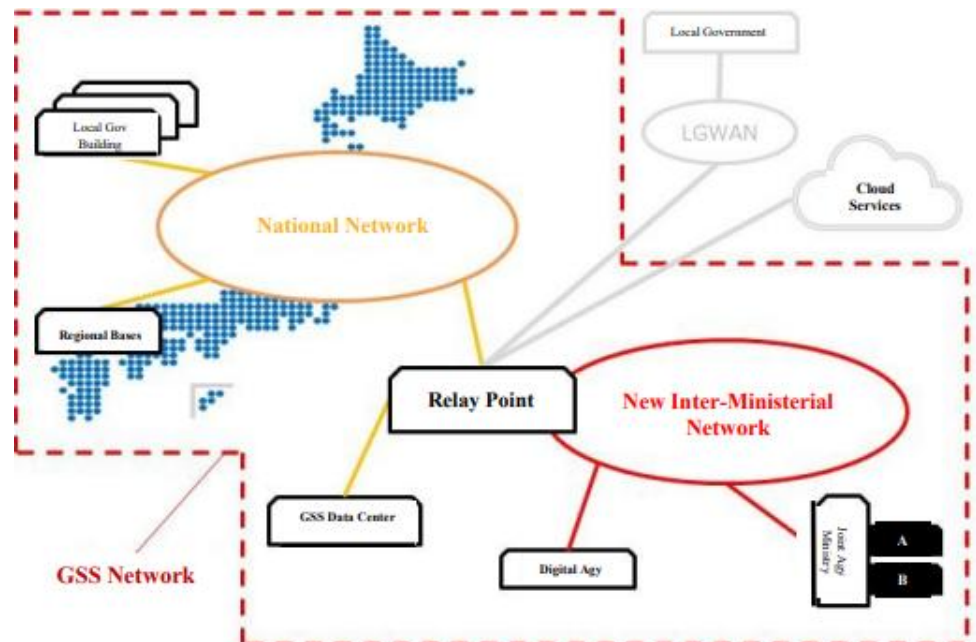 Local Government
LGWAN
Local Gov
Building
Cloud
Services
National Network
Regional Bases
Relay Point
New Inter-Ministerial
Network
GSS Data Center
Joint Agy
Ministry
A
B
Digital Agy
GSS Network